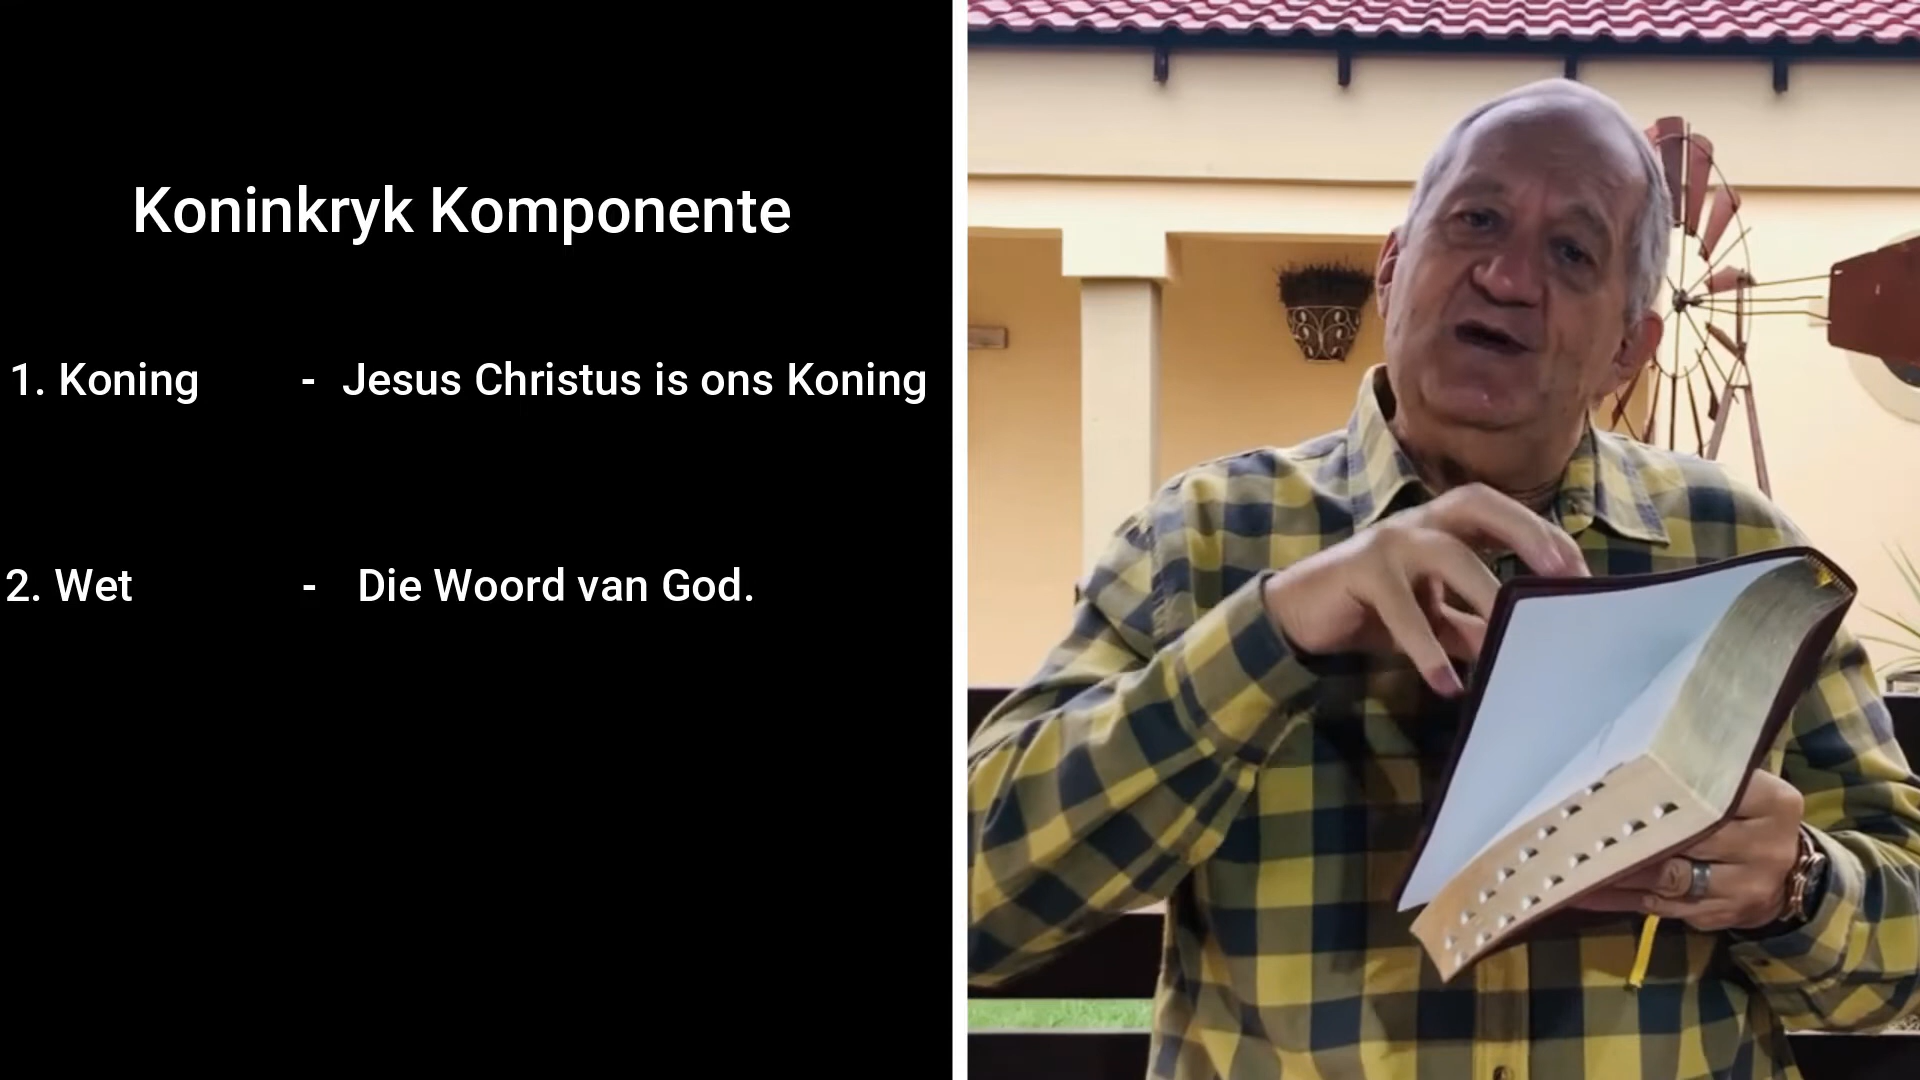 Koninkryk Komponente
1. Koning - Jesus Christus is ons Koning
2. Wet - Die Woord van God.